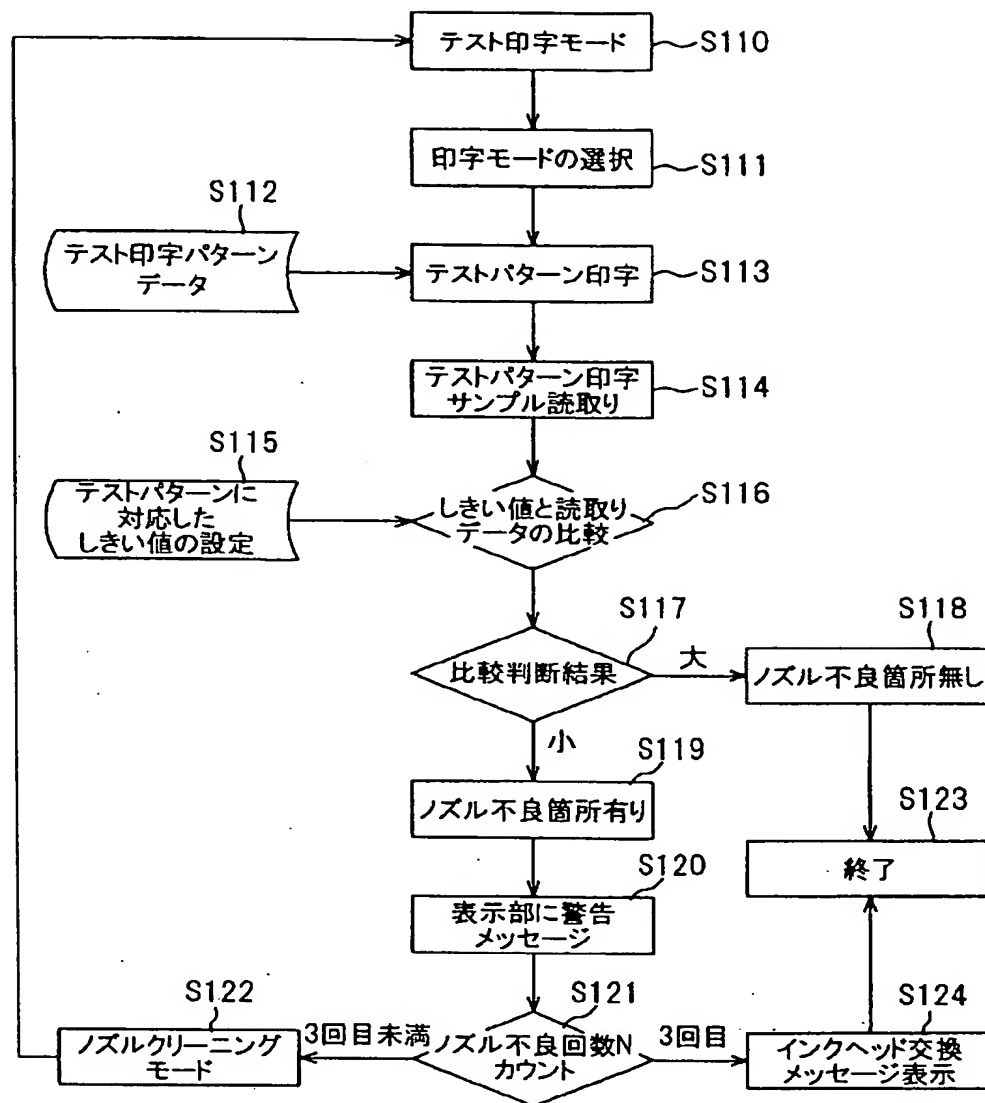 テスト印字モード
S110
印字モードの選択
S111
S112
テスト印字パターン
データ
テストパターン印字
S113
テストパターン印字
サンプル読取り
S114
S115
テストパターンに
対応した
しきい値の設定
しきい値と読取り
データの比較
S116
S117
比較判断結果
大
S118
ノズル不良箇所無し
小
S119
ノズル不良箇所有り
S123
終了
S120
表示部に警告
メッセージ
S121
ノズル不良回数N
カウント
3回目未満
S122
ノズルクリーニング
モード
3回目
S124
インクヘッド交換
メッセージ表示